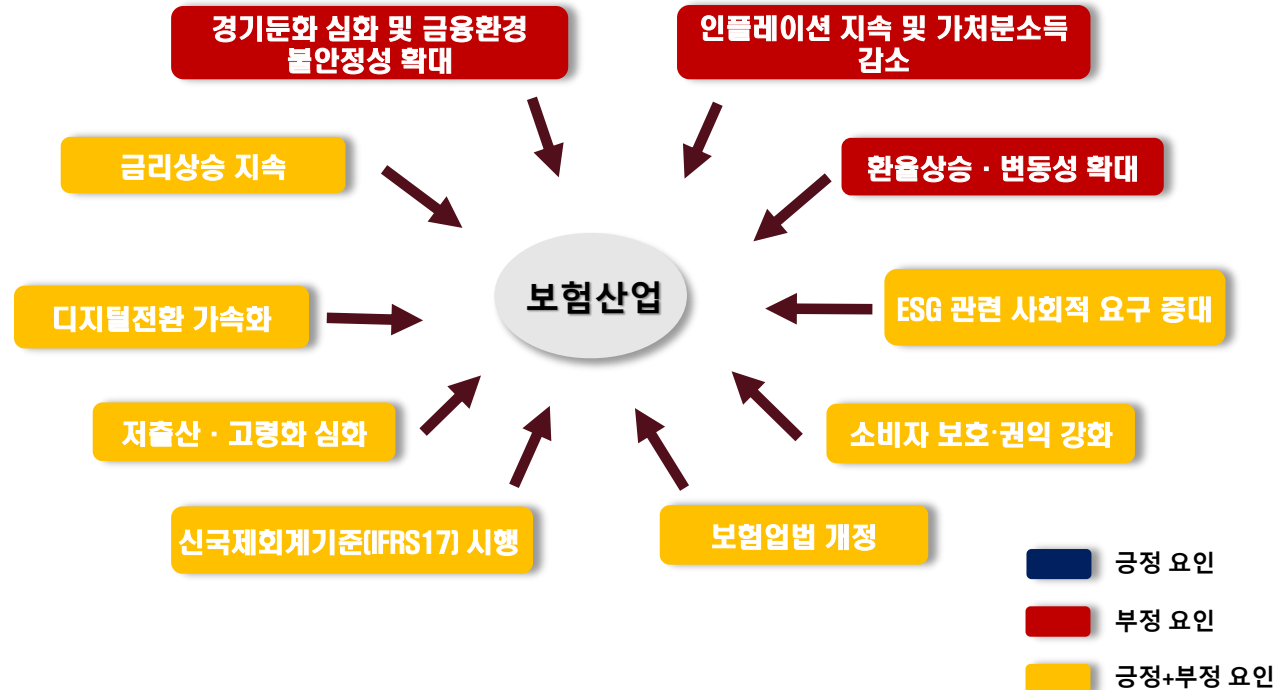 경기둔화 심화 및 금융환경
불안정성 확대
인플레이션 지속 및 가처분소득
감소
금리상승 지속
환율상승 · 변동성 확대
보험산업
디지털전환 가속화
ESG 관련 사회적 요구 증대
저출산 · 고령화 심화
소비자 보호·권익 강화
신국제회계기준(IFRS17) 시행
보험업법 개정
긍정 요인
부정 요인
긍정+부정 요인